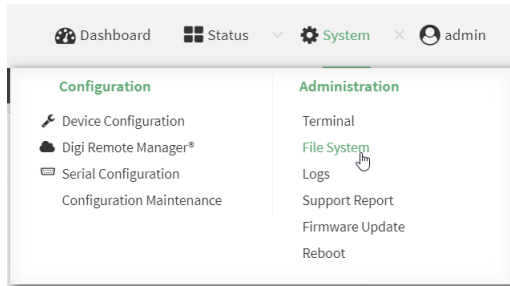 Dashboard Status System admin
Configuration
Device Configuration
Digi Remote Manager®
Serial Configuration
Configuration Maintenance
Administration
Terminal
File System
Logs
Support Report
Firmware Update
Reboot